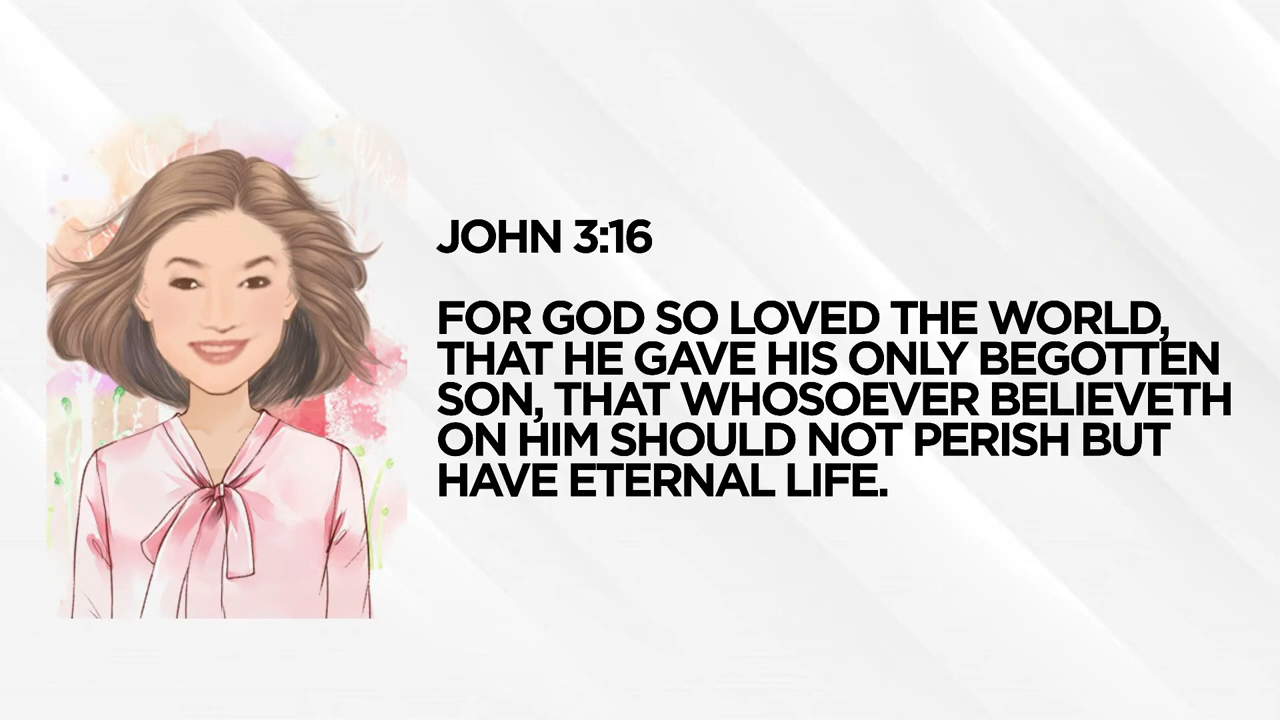 JOHN 3:16
FOR GOD SO LOVED THE WORLD,
THAT HE GAVE HIS ONLY BEGOTTEN
SON, THAT WHOSOEVER BELIEVETH
ON HIM SHOULD NOT PERISH BUT
HAVE ETERNAL LIFE.